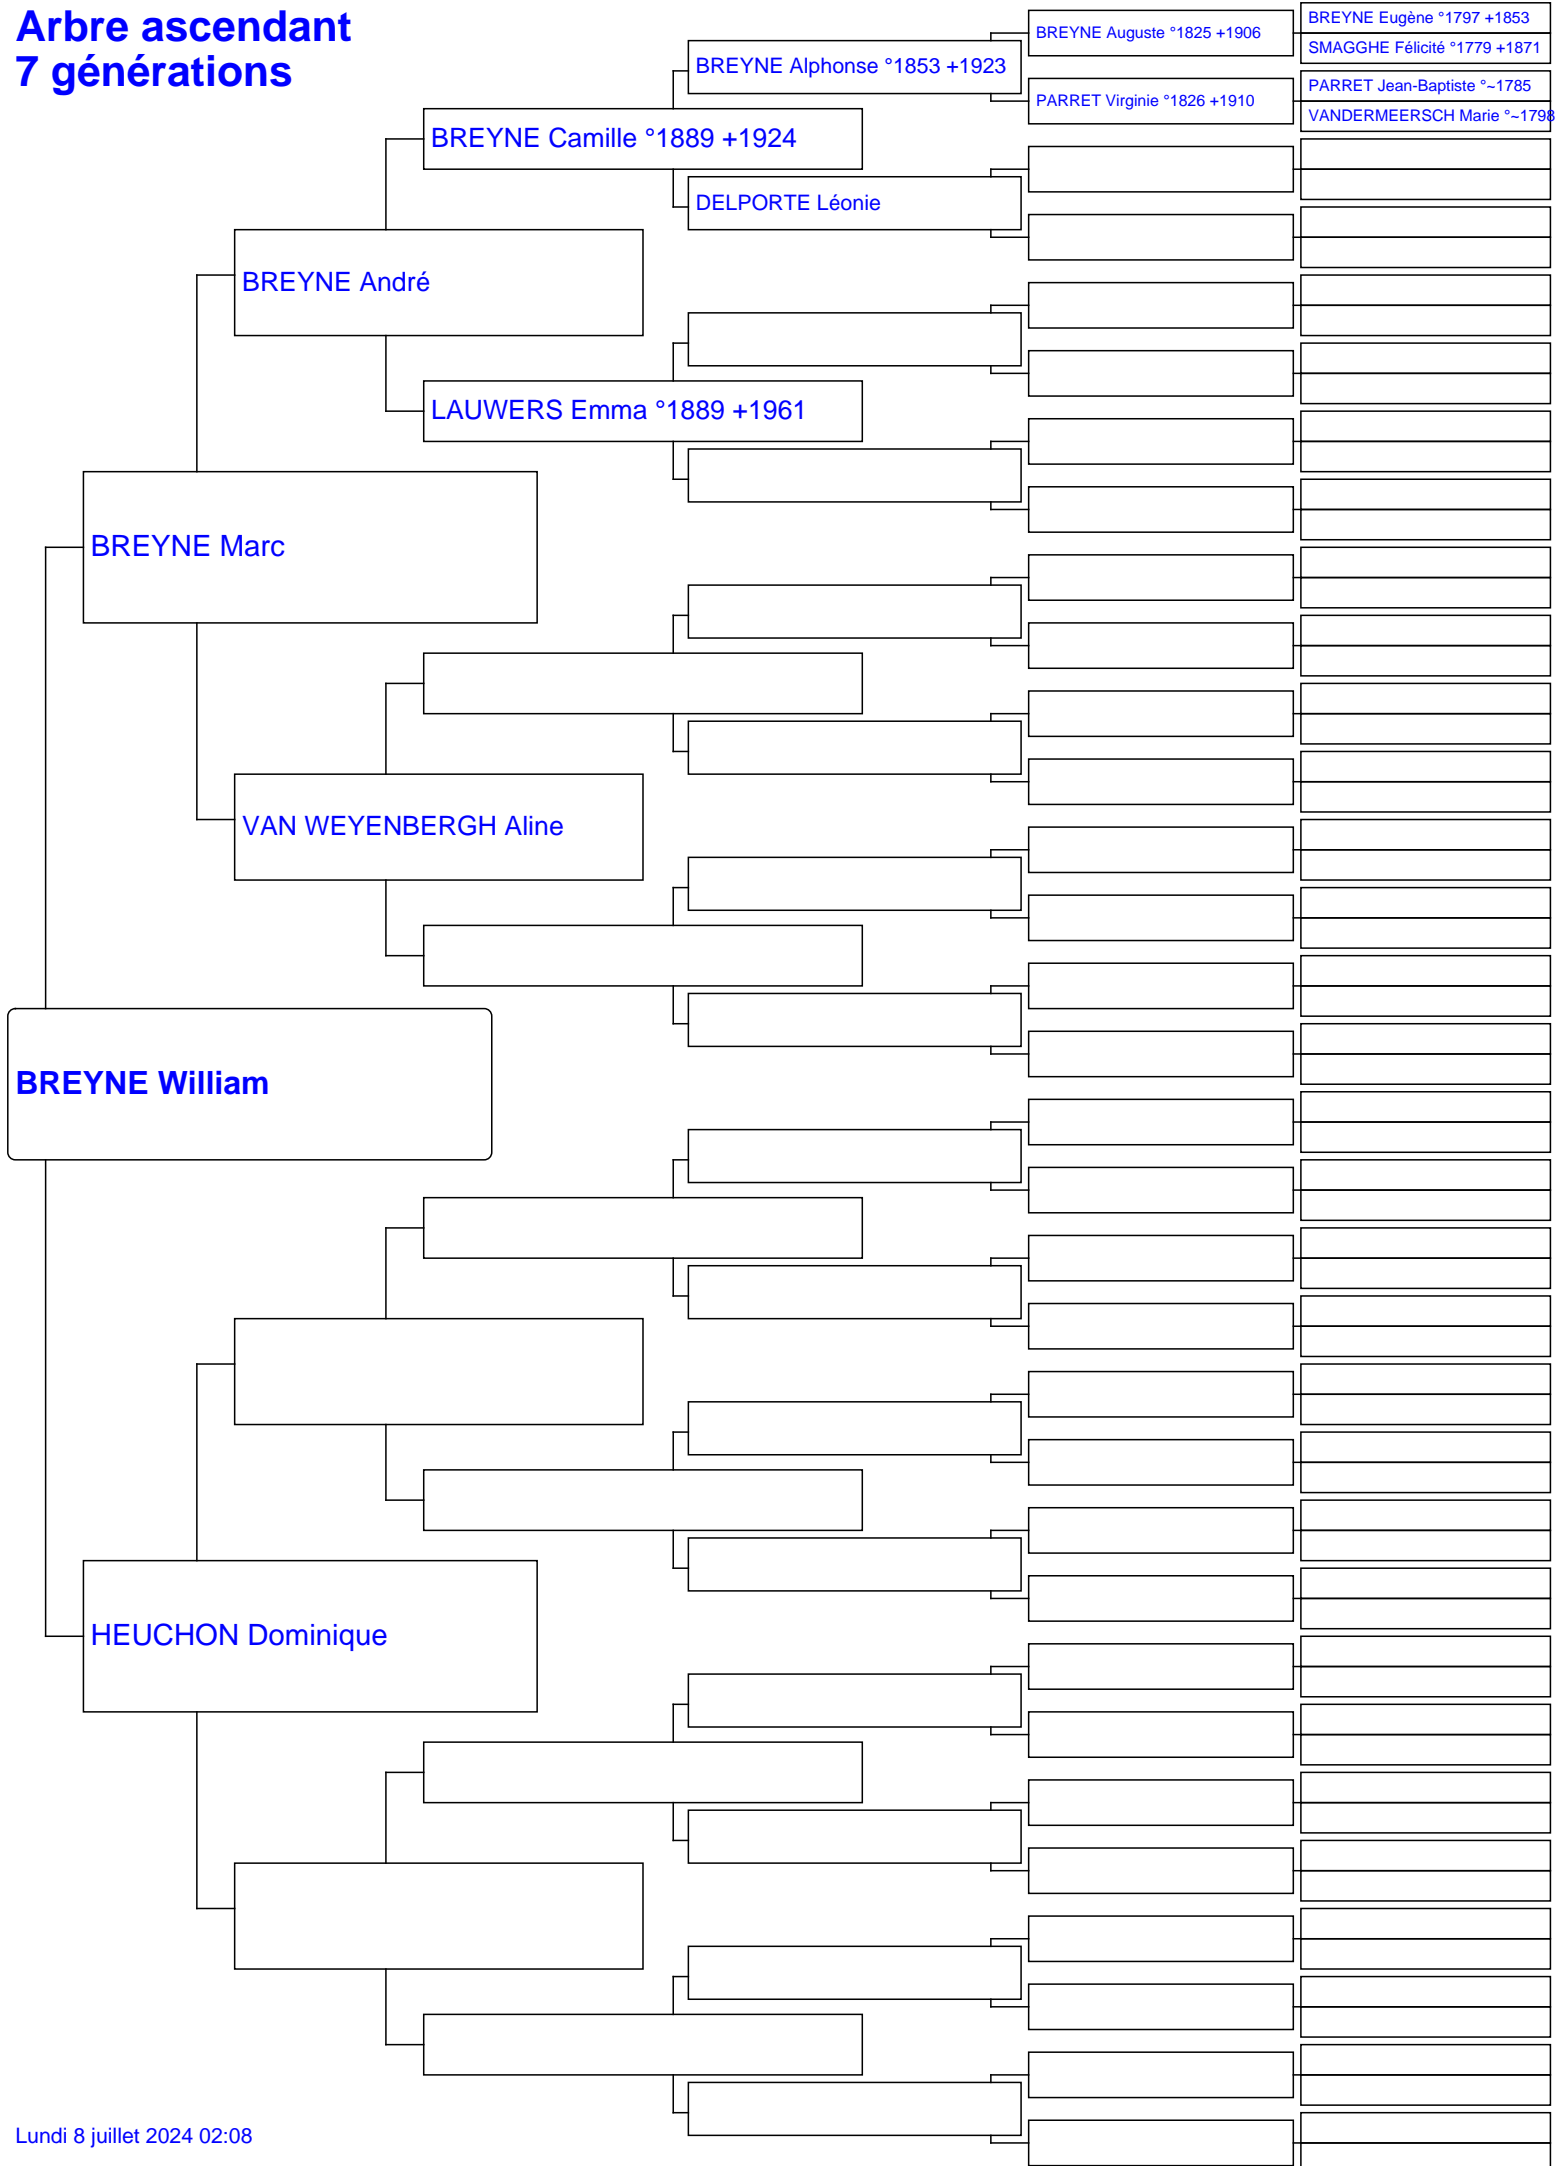 Arbre ascendant
7 générations
BREYNE Eugène °1797 +1853
BREYNE Auguste °1825 +1906
SMAGGHE Félicité °1779 +1871
BREYNE Alphonse °1853 +1923
PARRET Jean-Baptiste °~1785
PARRET Virginie °1826 +1910
VANDERMEERSCH Marie °~1798
BREYNE Camille °1889 +1924
DELPORTE Léonie
BREYNE André
LAUWERS Emma °1889 +1961
BREYNE Marc
VAN WEYENBERGH Aline
BREYNE William
HEUCHON Dominique
Lundi 8 juillet 2024 02:08